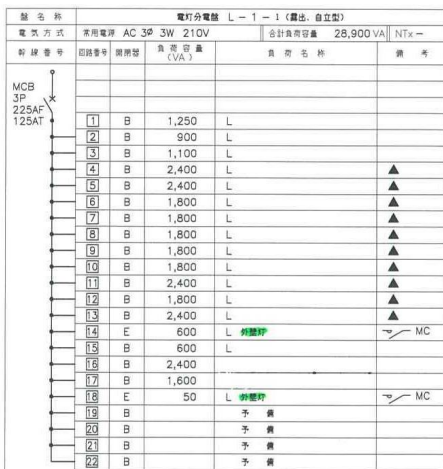 盤 名 称 電灯分電盤 L-1-1(露出、自立型)
電 気 方 式 常用電源 AC 3Ø 3W 210V 合計負荷容量 28,900 VA NTx −
幹 線 番 号 回路番号 開閉器 負 荷 容 量 (VA) 負 荷 名 称 備 考
MCB
3P
225AF
125AT
1 B 1,250 L
2 B 900 L
3 B 1,100 L
4 B 2,400 L ▲
5 B 2,400 L ▲
6 B 1,800 L ▲
7 B 1,800 L ▲
8 B 1,800 L ▲
9 B 1,800 L ▲
10 B 1,800 L ▲
11 B 2,400 L ▲
12 B 1,800 L ▲
13 B 2,400 L ▲
14 E 600 L 外壁灯 MC
15 B 600 L
16 B 2,400
17 B 1,600
18 E 50 L 外壁灯 MC
19 B 予 備
20 B 予 備
21 B 予 備
22 B 予 備